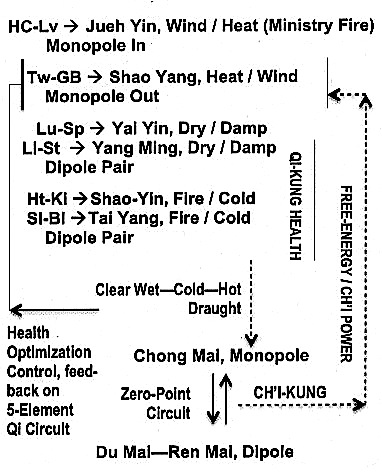 HC-Lv → Jueh Yin, Wind / Heat (Ministry Fire)
Monopole In
Tw-GB → Shao Yang, Heat / Wind
Monopole Out
Lu-Sp → Yai Yin, Dry / Damp
LI-St → Yang Ming, Dry / Damp
Dipole Pair
Ht-Ki → Shao-Yin, Fire / Cold
SI-Bl → Tai Yang, Fire / Cold
Dipole Pair
QI-KUNG HEALTH
FREE-ENERGY / CH'I POWER
Clear Wet—Cold—Hot
Draught
Health
Optimization
Control, feed-
back on
5-Element
Qi Circuit
Chong Mai, Monopole
Zero-Point
Circuit
CH'I-KUNG
Du Mai—Ren Mai, Dipole